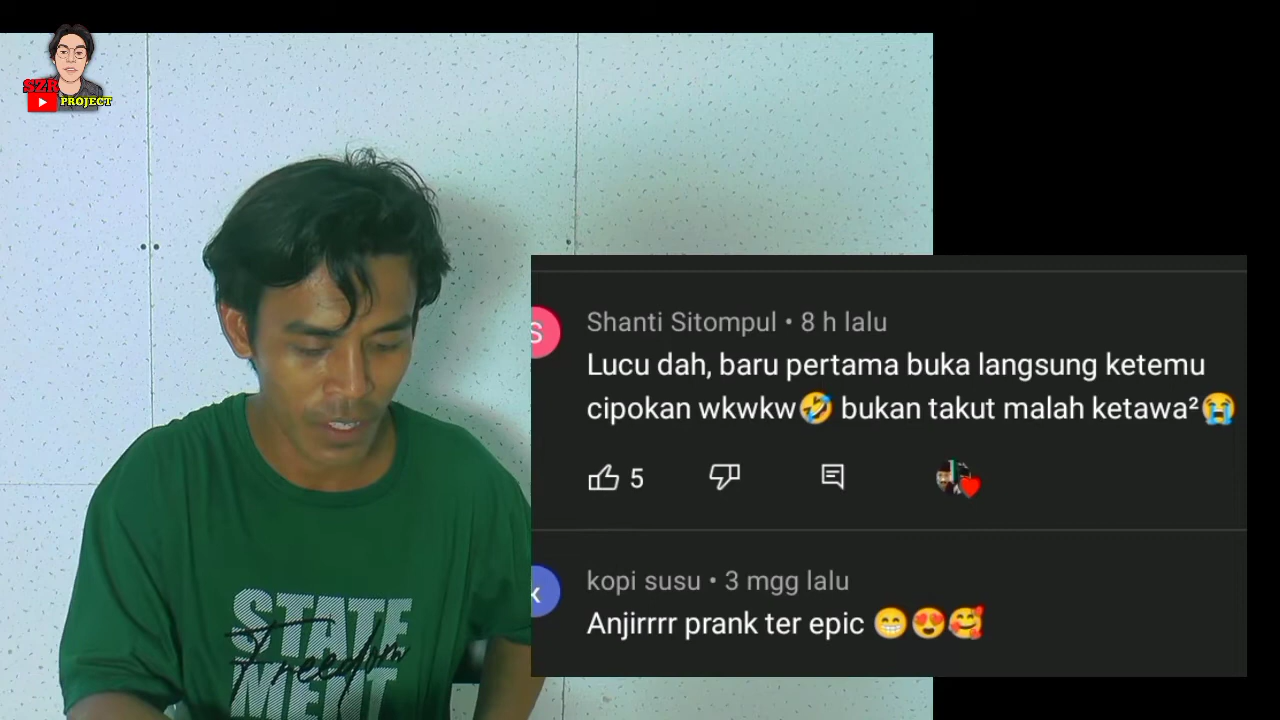 SZR
PROJECT
S
Shanti Sitompul • 8 h lalu
Lucu dah, baru pertama buka langsung ketemu
cipokan wkwkw🤣 bukan takut malah ketawa²😭
5
k
kopi susu • 3 mgg lalu
Anjirrrr prank ter epic 😁😍🥰
STATE
Freedom
MENT